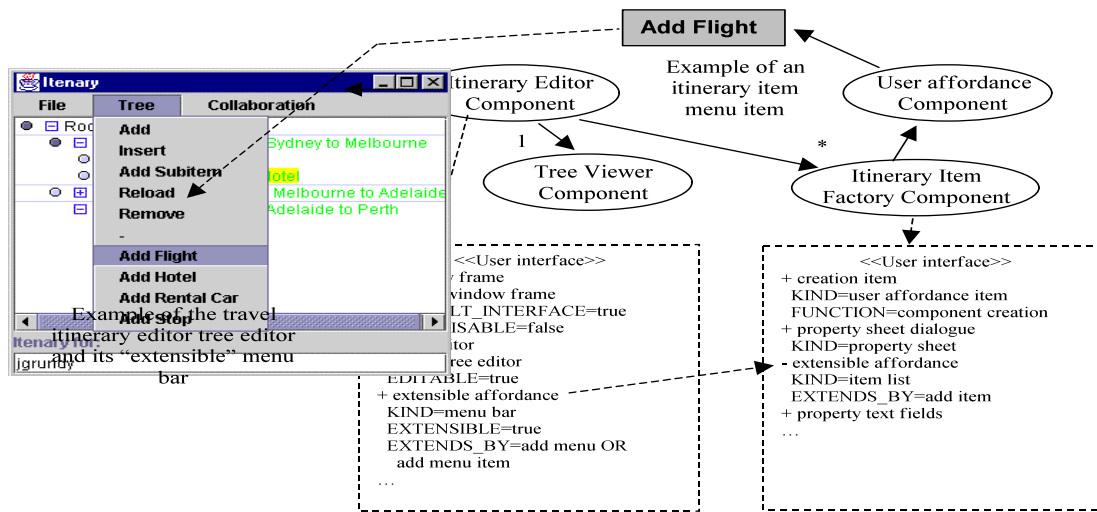 Add Flight
Example of an
itinerary item
menu item
Itenary
File Tree Collaboration
Add
Insert
Add Subitem
Reload
Remove
-
Add Flight
Add Hotel
Add Rental Car
Add Stop
Sydney to Melbourne
Melbourne to Adelaide
Adelaide to Perth
Itenary for:
jgrundy
Example of the travel
itinerary editor tree editor
and its “extensible” menu
bar
Itinerary Editor
Component
1
*
Tree Viewer
Component
User affordance
Component
Itinerary Item
Factory Component
<<User interface>>
frame
window frame
ISABLE=false
ree editor
EDITABLE=true
+ extensible affordance
KIND=menu bar
EXTENSIBLE=true
EXTENDS_BY=add menu OR
add menu item
…
<<User interface>>
+ creation item
KIND=user affordance item
FUNCTION=component creation
+ property sheet dialogue
KIND=property sheet
- extensible affordance
KIND=item list
EXTENDS_BY=add item
+ property text fields
…